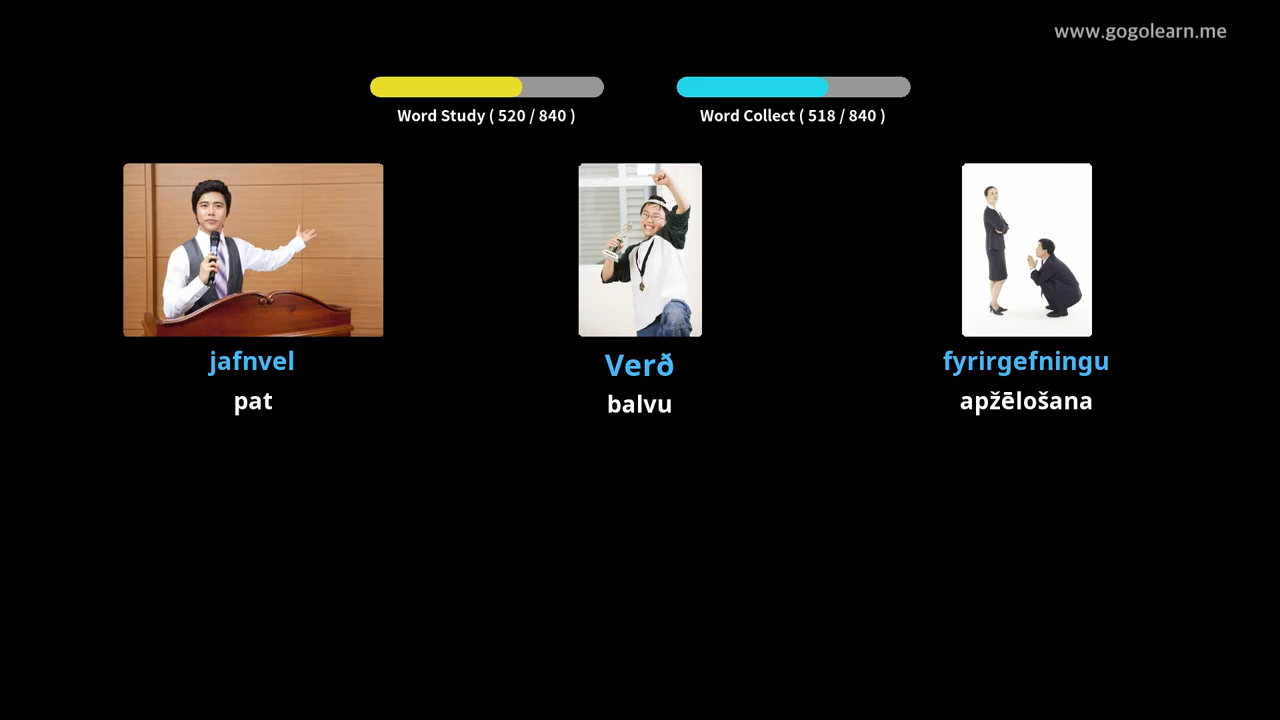 www.gogolearn.me
Word Study ( 520 / 840 )
Word Collect ( 518 / 840 )
jafnvel
pat
Verð
balvu
fyrirgefningu
apžēlošana